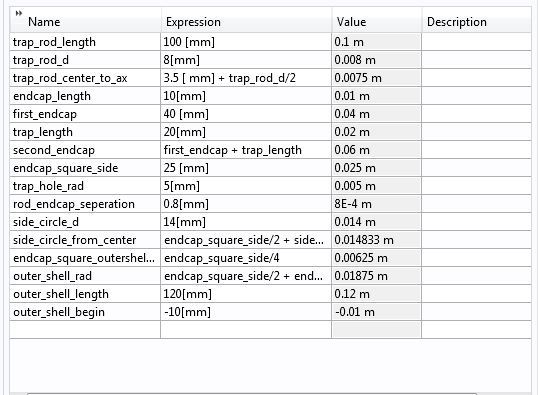 Name Expression Value Description
trap_rod_length 100 [mm] 0.1 m
trap_rod_d 8[mm] 0.008 m
trap_rod_center_to_ax 3.5 [ mm] + trap_rod_d/2 0.0075 m
endcap_length 10[mm] 0.01 m
first_endcap 40 [mm] 0.04 m
trap_length 20[mm] 0.02 m
second_endcap first_endcap + trap_length 0.06 m
endcap_square_side 25 [mm] 0.025 m
trap_hole_rad 5[mm] 0.005 m
rod_endcap_seperation 0.8[mm] 8E-4 m
side_circle_d 14[mm] 0.014 m
side_circle_from_center endcap_square_side/2 + side... 0.014833 m
endcap_square_outershel... endcap_square_side/4 0.00625 m
outer_shell_rad endcap_square_side/2 + end... 0.01875 m
outer_shell_length 120[mm] 0.12 m
outer_shell_begin -10[mm] -0.01 m